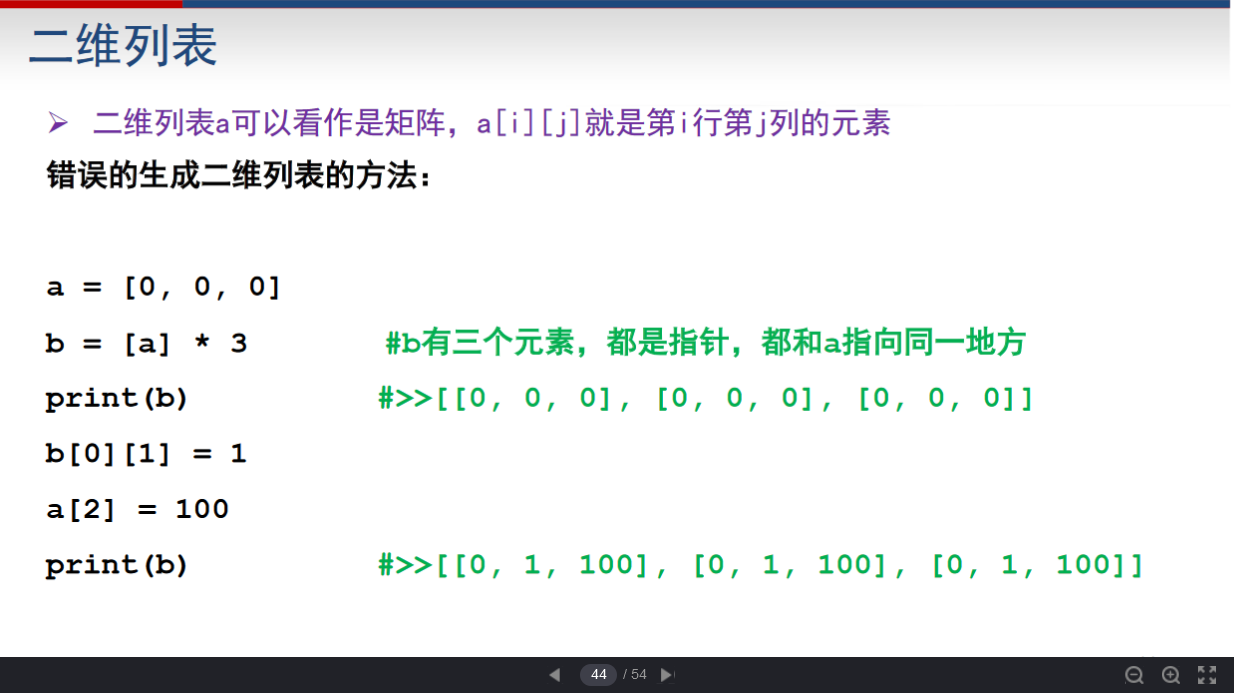 二维列表
➢ 二维列表a可以看作是矩阵，a[i][j]就是第i行第j列的元素
错误的生成二维列表的方法：
a = [0, 0, 0]
b = [a] * 3 #b有三个元素，都是指针，都和a指向同一地方
print(b) #>>[[0, 0, 0], [0, 0, 0], [0, 0, 0]]
b[0][1] = 1
a[2] = 100
print(b) #>>[[0, 1, 100], [0, 1, 100], [0, 1, 100]]
44 / 54